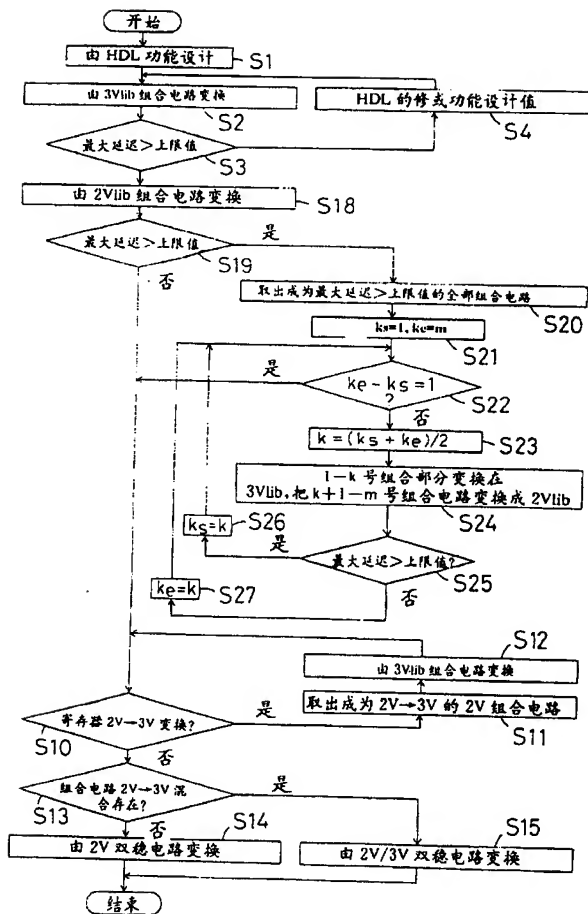 开始
由 HDL 功能设计
S1
由 3Vlib 组合电路变换
S2
HDL 的修或功能设计值
S4
最大延迟>上限值
S3
由 2Vlib 组合电路变换
S18
最大延迟>上限值
S19
是
否
取出成为最大延迟>上限值的全部组合电路
S20
ks=1, ke=m
S21
ke-ks=1
?
S22
是
否
k=(ks+ke)/2
S23
1-k 号组合部分变换在
3Vlib,把 k+1-m 号组合电路变换成 2Vlib
S24
ks=k
S26
是
最大延迟>上限值?
S25
ke=k
S27
否
S12
由 3Vlib 组合电路变换
寄存器 2V→3V 变换?
S10
是
取出成为 2V→3V 的 2V 组合电路
S11
否
组合电路 2V→3V 混
合存在?
S13
是
否
S14
由 2V 双稳电路变换
S15
由 2V/3V 双稳电路变换
结束